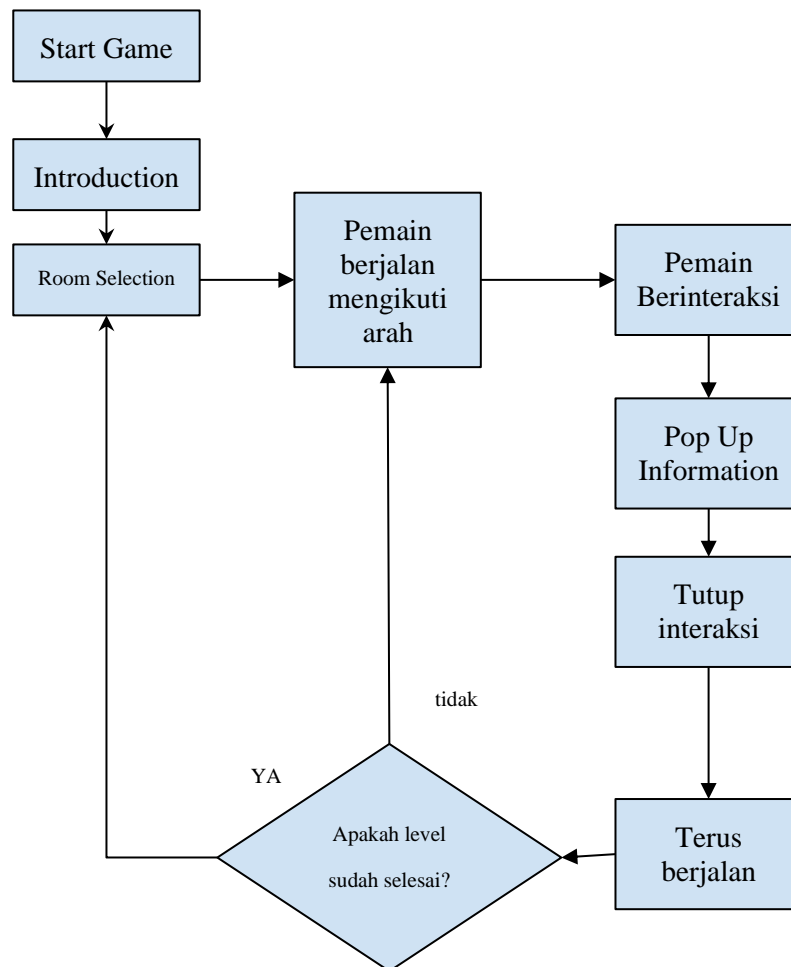 Start Game
Introduction
Room Selection
Pemain
berjalan
mengikuti
arah
Pemain
Berinteraksi
Pop Up
Information
Tutup
interaksi
Terus
berjalan
Apakah level
sudah selesai?
tidak
YA